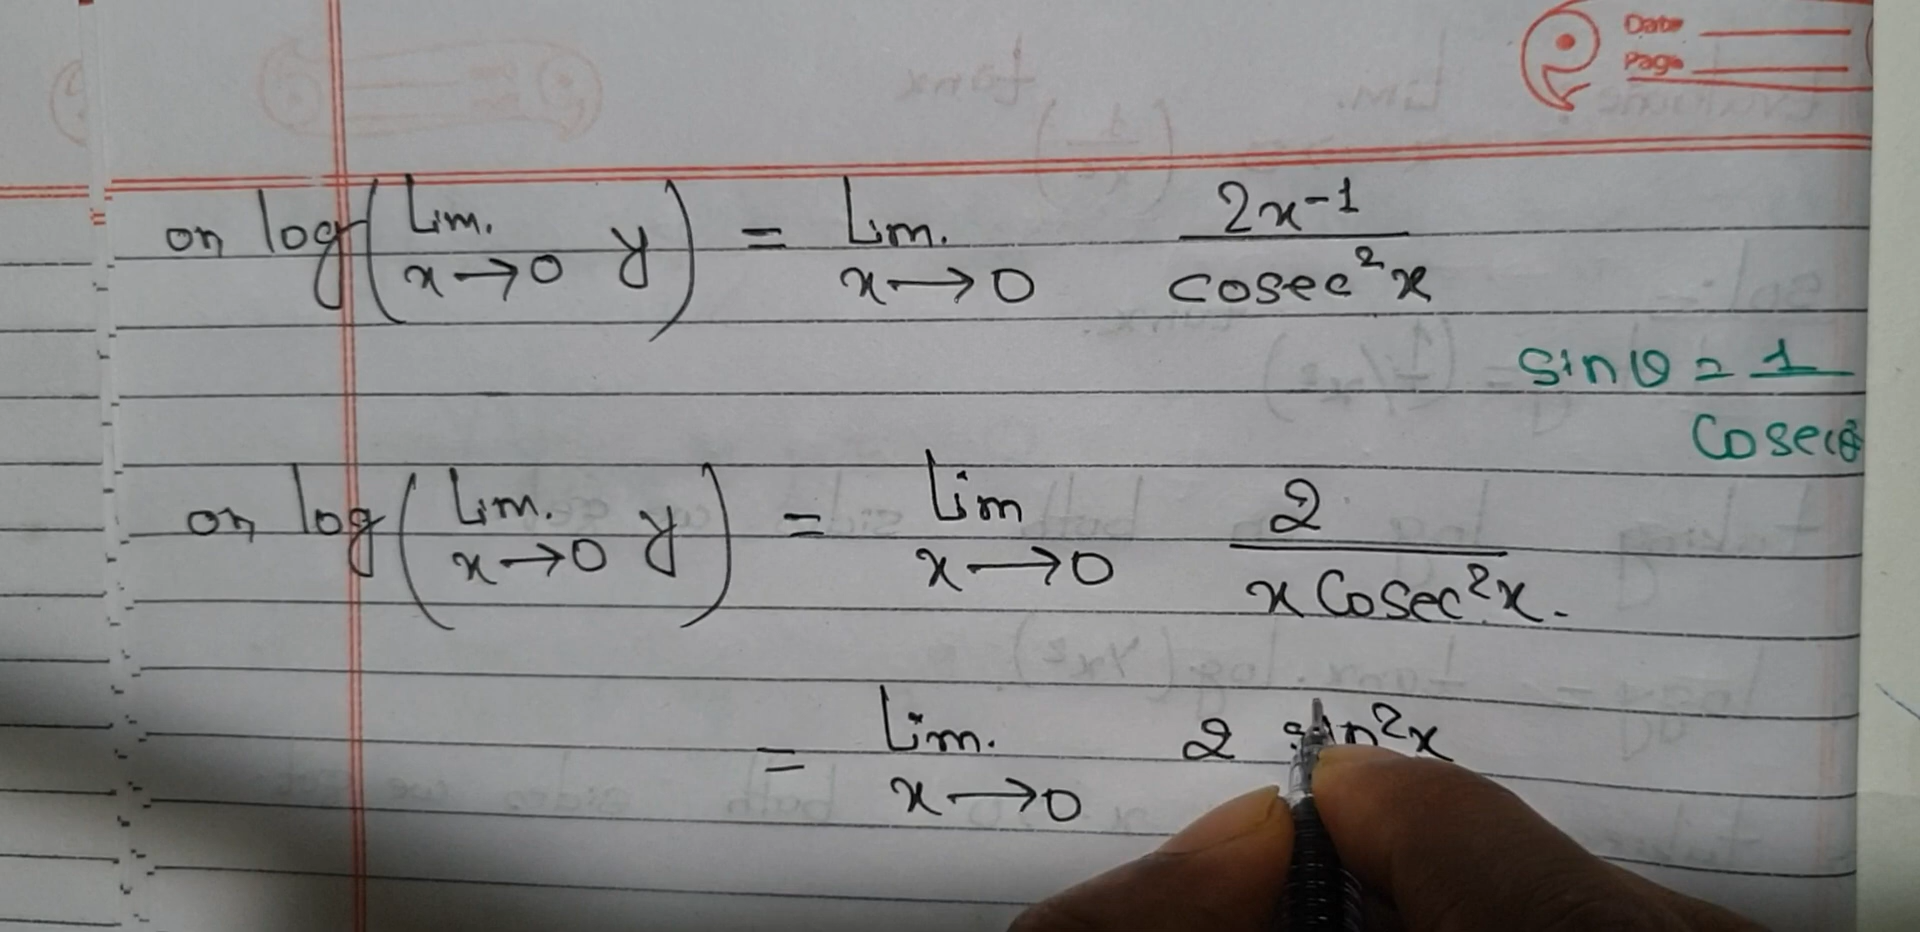 Date
Page
or log(Lim. x→0 y) = Lim. x→0 2x-1 / cosec²x
sinθ = 1 / Cosecθ
or log(Lim. x→0 y) = Lim x→0 2 / x Cosec²x.
= Lim. x→0 2 sin²x